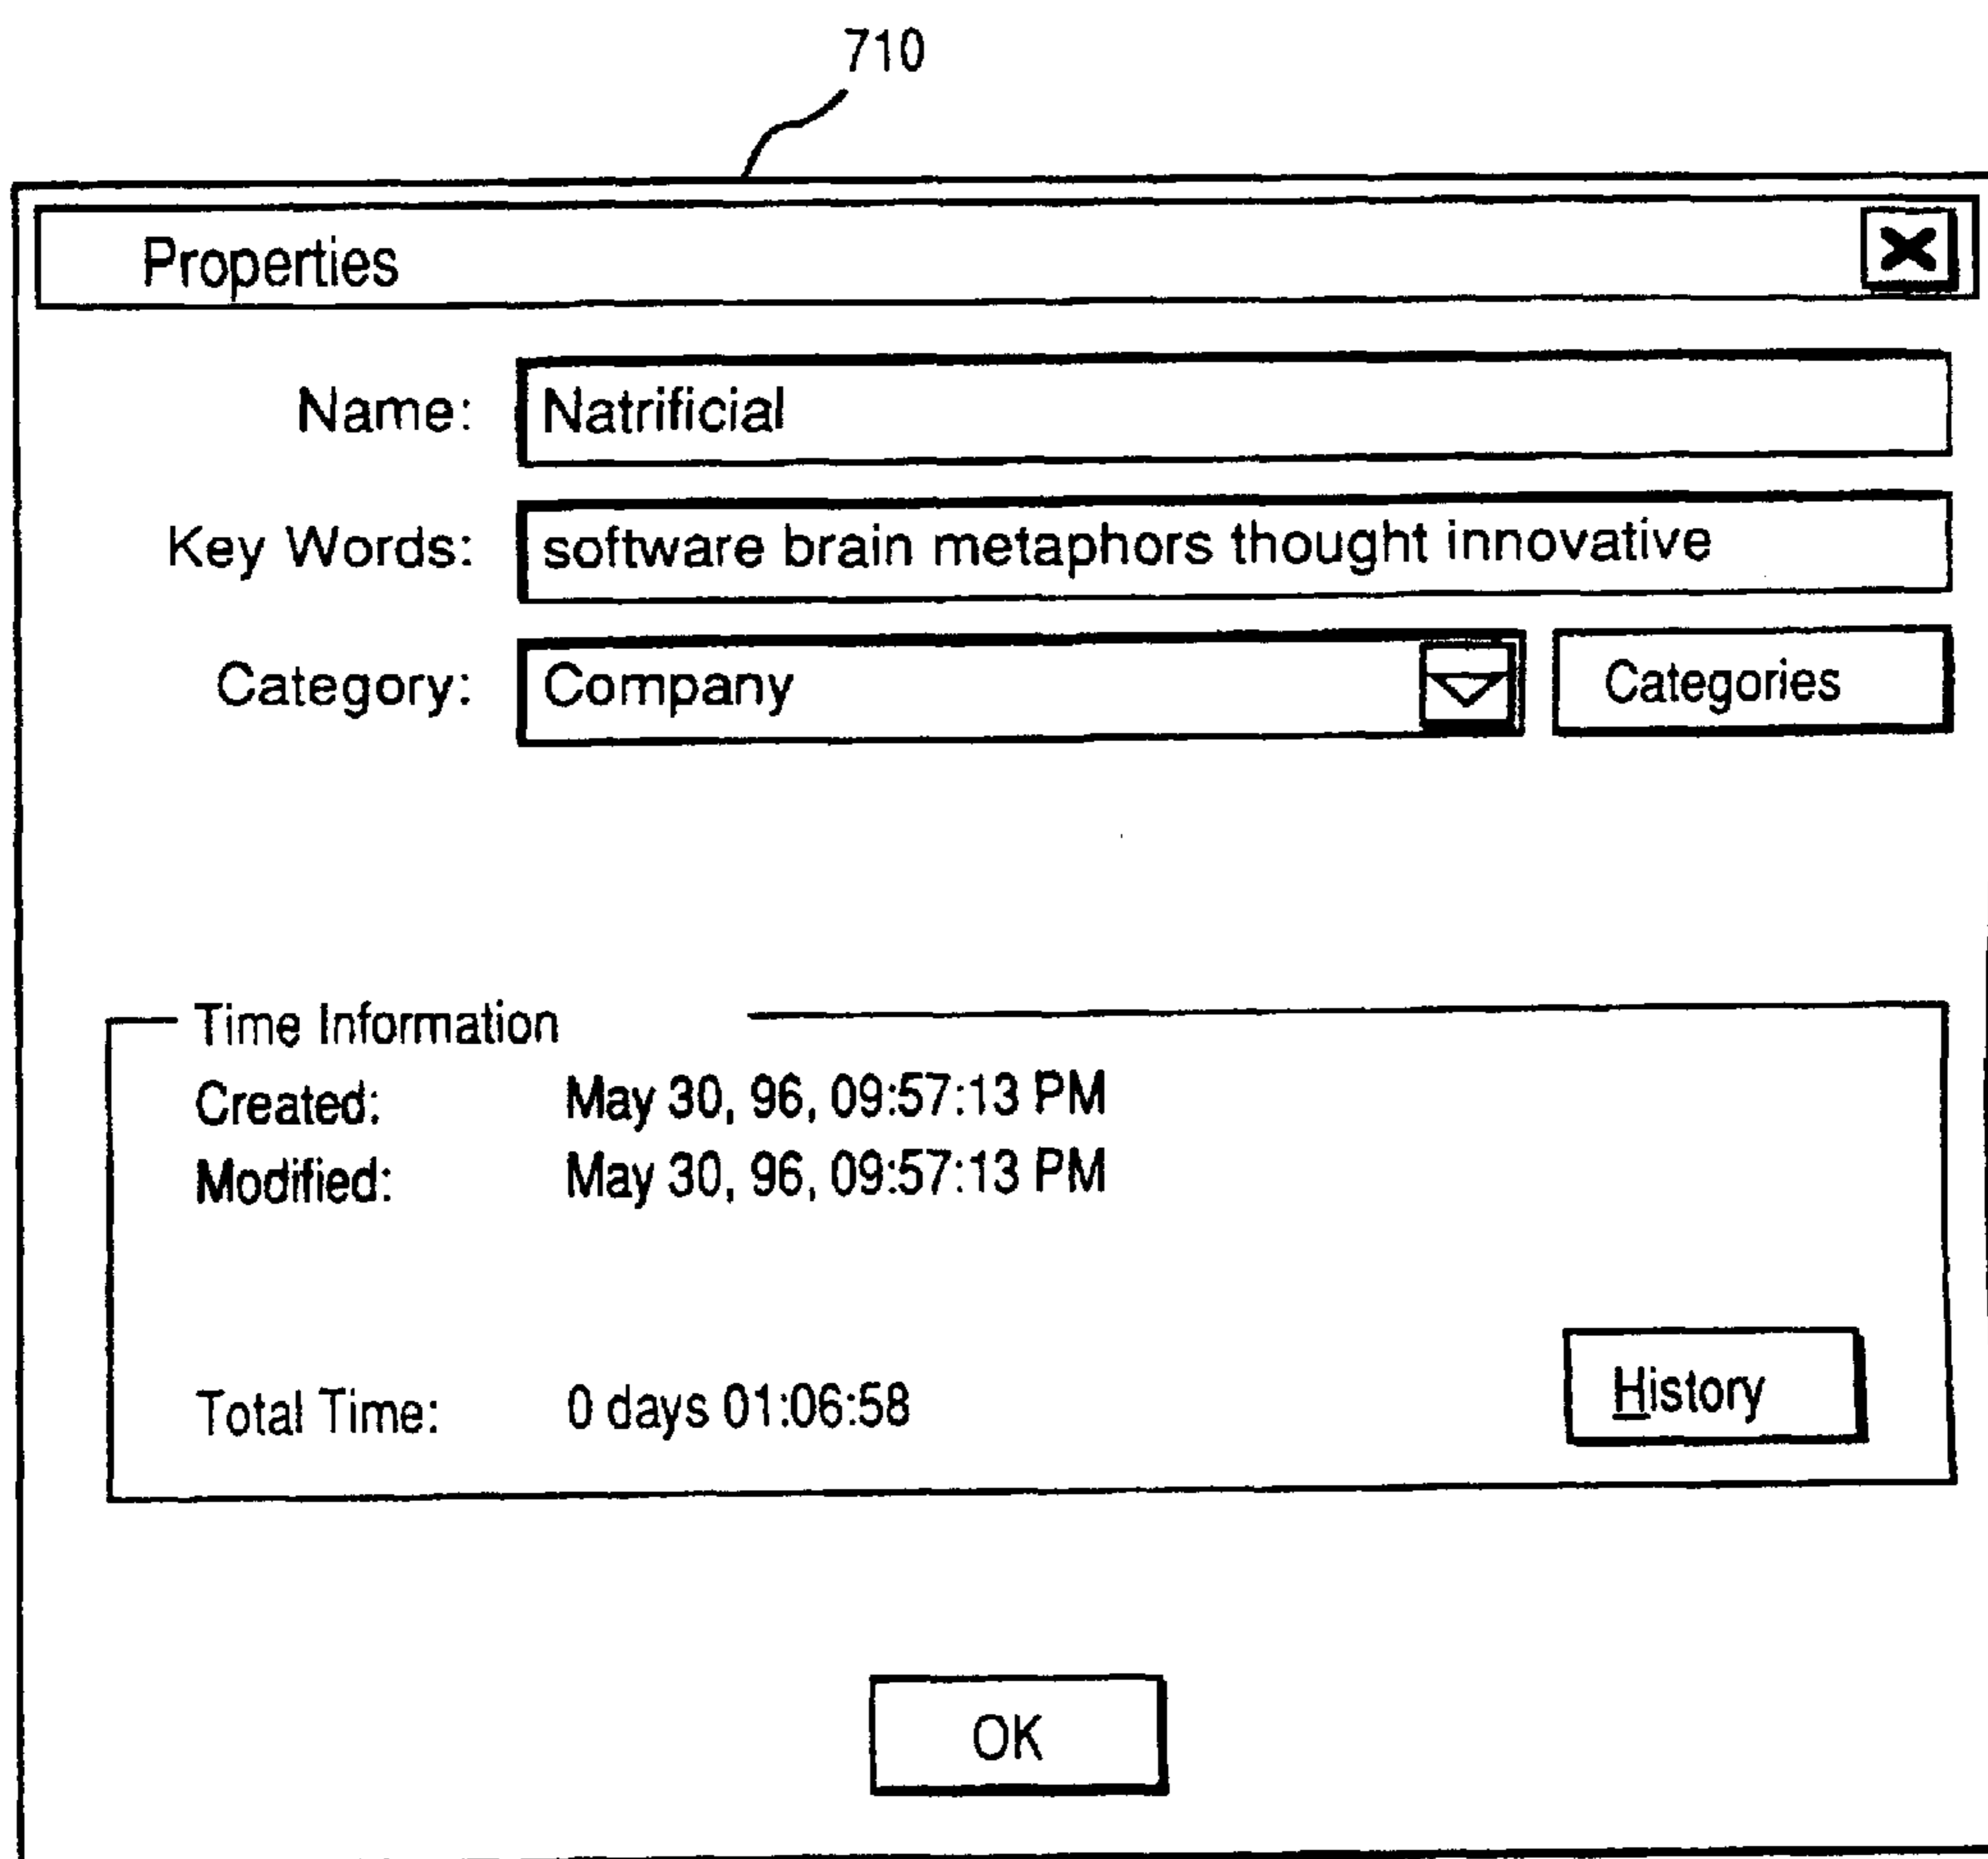 710
Properties
Name: Natrificial
Key Words: software brain metaphors thought innovative
Category: Company Categories
Time Information
Created: May 30, 96, 09:57:13 PM
Modified: May 30, 96, 09:57:13 PM
Total Time: 0 days 01:06:58 History
OK